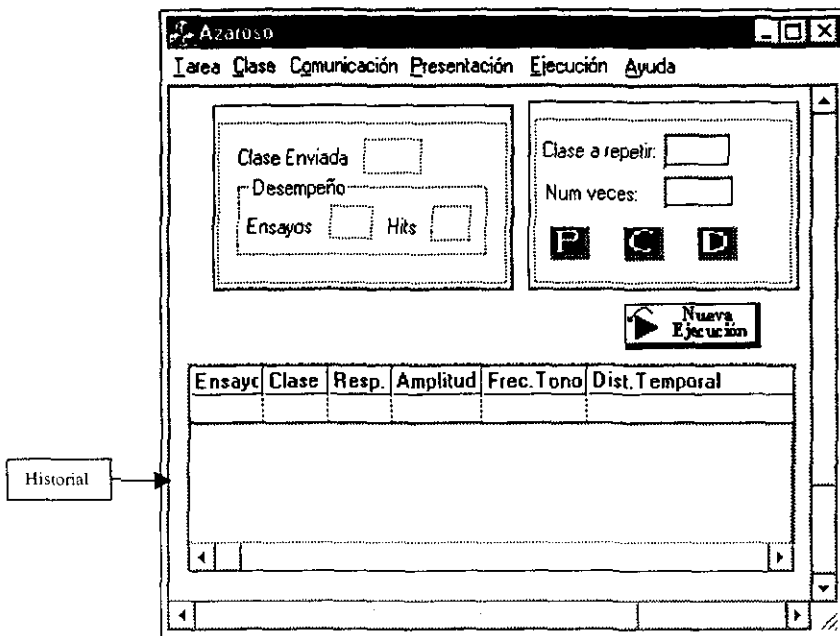 Azaroso
Tarea Clase Comunicación Presentación Ejecución Ayuda
Clase Enviada
Desempeño
Ensayos Hits
Clase a repetir:
Num veces:
P C D
Nueva
Ejecución
Ensayo Clase Resp. Amplitud Frec.Tono Dist.Temporal
Historial